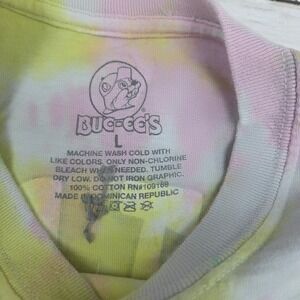 BUC-EE'S
L
MACHINE WASH COLD WITH
LIKE COLORS. ONLY NON-CHLORINE
BLEACH WHEN NEEDED. TUMBLE
DRY LOW. DO NOT IRON GRAPHIC.
100% COTTON RN#109188
MADE IN DOMINICAN REPUBLIC